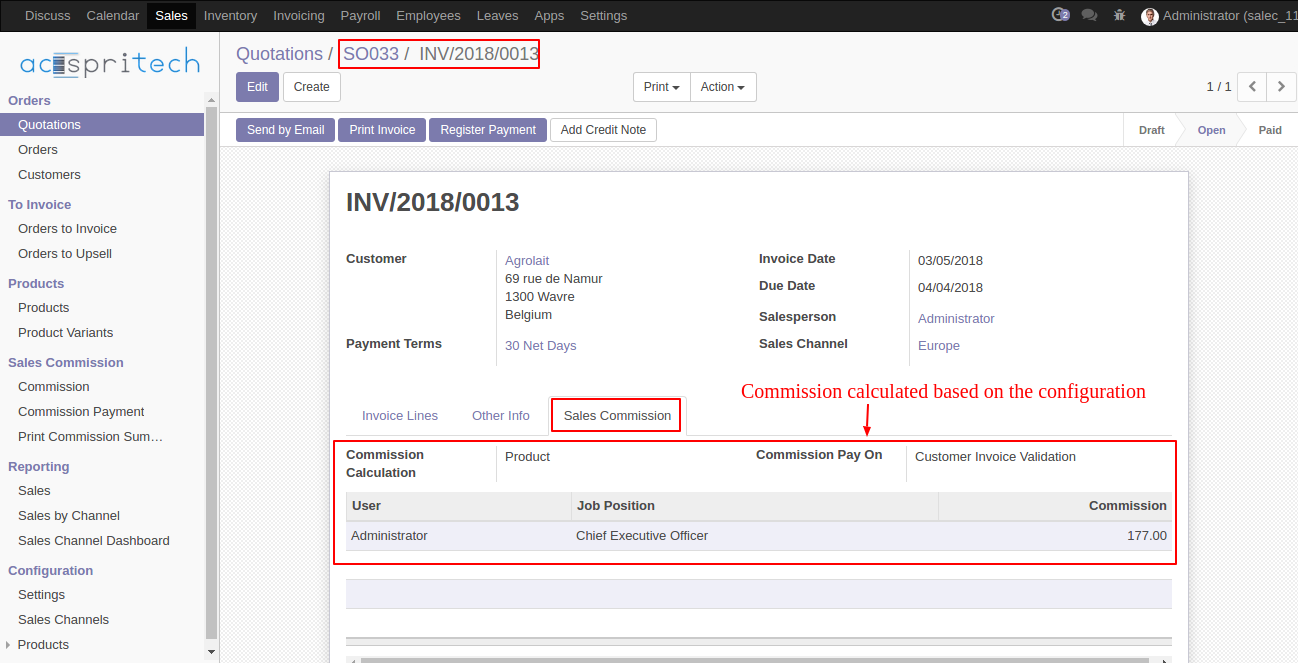 Discuss Calendar Sales Inventory Invoicing Payroll Employees Leaves Apps Settings 2 Administrator (salec_11
Quotations / SO033 / INV/2018/0013
Edit Create Print Action 1 / 1
Send by Email Print Invoice Register Payment Add Credit Note Draft Open Paid
Orders
Quotations
Orders
Customers
To Invoice
Orders to Invoice
Orders to Upsell
Products
Products
Product Variants
Sales Commission
Commission
Commission Payment
Print Commission Sum…
Reporting
Sales
Sales by Channel
Sales Channel Dashboard
Configuration
Settings
Sales Channels
Products
INV/2018/0013
Customer Agrolait
69 rue de Namur
1300 Wavre
Belgium
Payment Terms 30 Net Days
Invoice Date 03/05/2018
Due Date 04/04/2018
Salesperson Administrator
Sales Channel Europe
Commission calculated based on the configuration
Invoice Lines Other Info Sales Commission
Commission Calculation Product Commission Pay On Customer Invoice Validation
User Job Position Commission
Administrator Chief Executive Officer 177.00